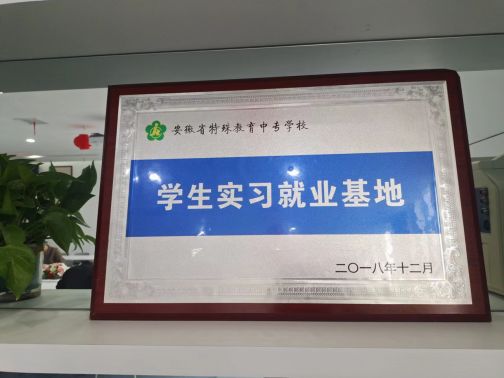 安徽省特殊教育中专学校
学生实习就业基地
二〇一八年十二月